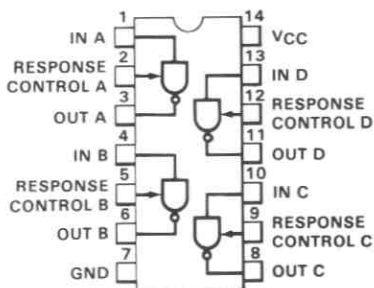 1
IN A
2
RESPONSE
CONTROL A
3
OUT A
4
IN B
5
RESPONSE
CONTROL B
6
OUT B
7
GND
14
VCC
13
IN D
12
RESPONSE
CONTROL D
11
OUT D
10
IN C
9
RESPONSE
CONTROL C
8
OUT C